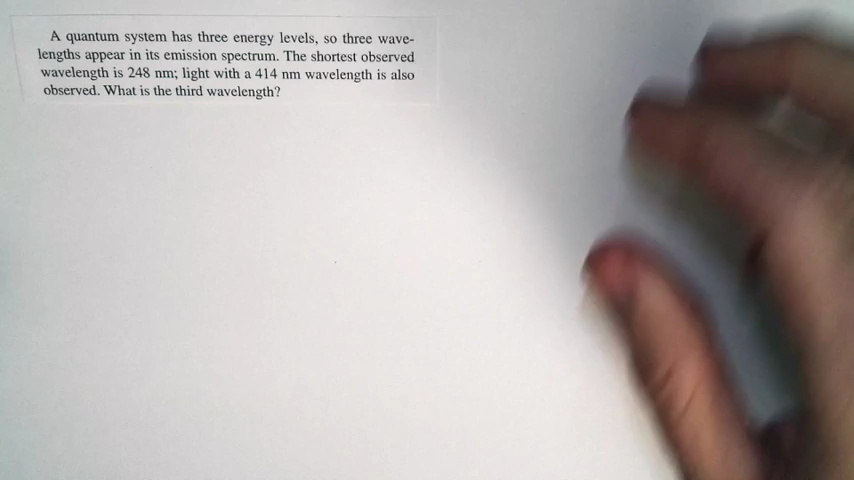 A quantum system has three energy levels, so three wave-
lengths appear in its emission spectrum. The shortest observed
wavelength is 248 nm; light with a 414 nm wavelength is also
observed. What is the third wavelength?